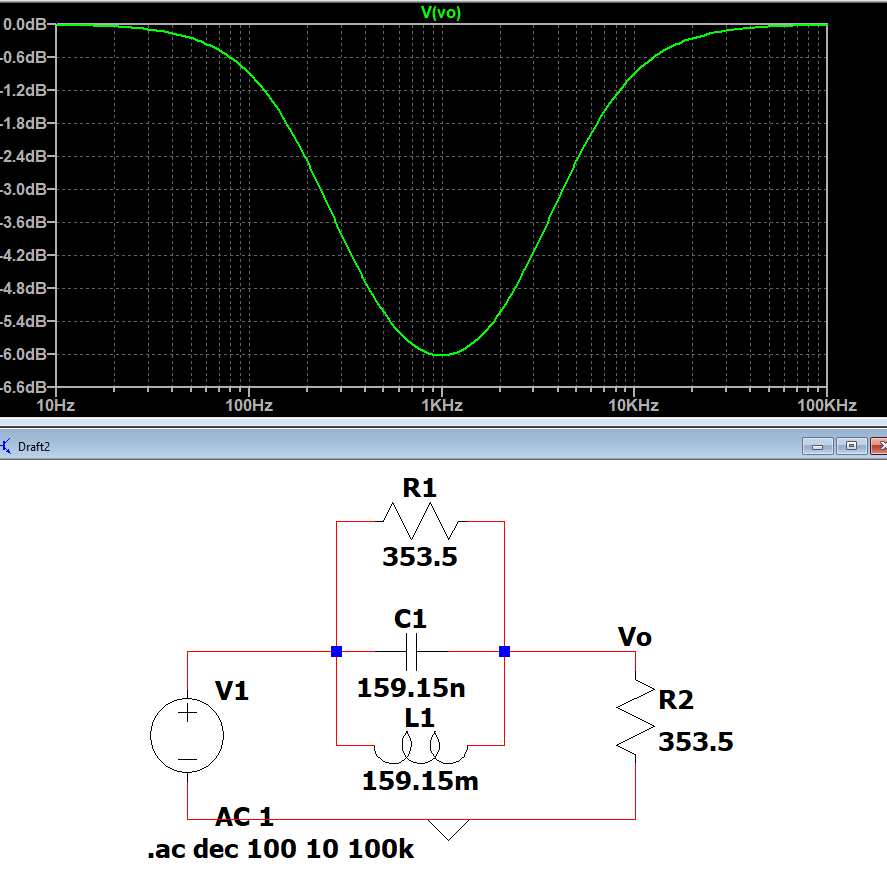 V(vo)
0.0dB
-0.6dB
-1.2dB
-1.8dB
-2.4dB
-3.0dB
-3.6dB
-4.2dB
-4.8dB
-5.4dB
-6.0dB
-6.6dB
10Hz 100Hz 1KHz 10KHz 100KHz
Draft2
R1
353.5
C1
159.15n
L1
159.15m
Vo
V1
R2
353.5
AC 1
.ac dec 100 10 100k